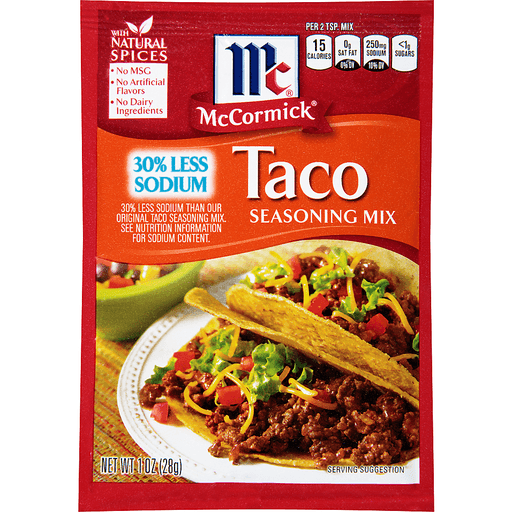 WITH
NATURAL
SPICES
• No MSG
• No Artificial
Flavors
• No Dairy
Ingredients
PER 2 TSP. MIX
15
CALORIES
0g
SAT FAT
0% DV
250mg
SODIUM
10% DV
<1g
SUGARS
Mc
®
McCormick®
30% LESS
SODIUM
30% LESS SODIUM THAN OUR
ORIGINAL TACO SEASONING MIX.
SEE NUTRITION INFORMATION
FOR SODIUM CONTENT.
Taco
SEASONING MIX
NET WT 1 OZ (28g)
SERVING SUGGESTION